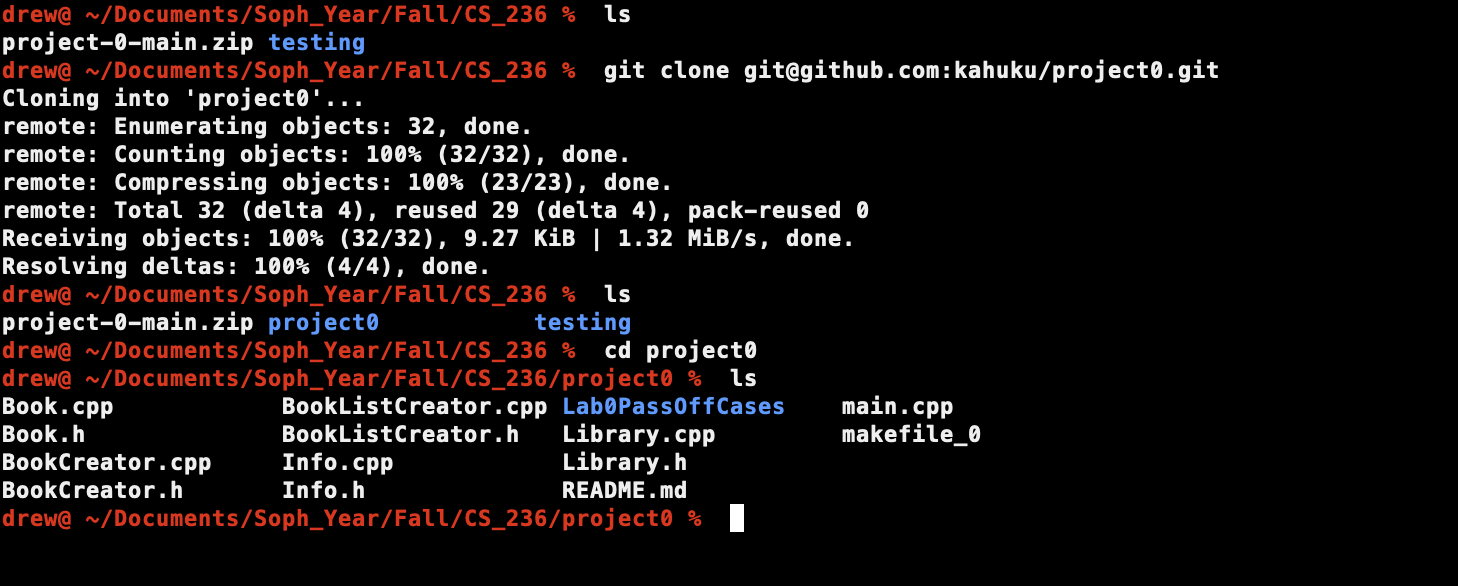 drew@ ~/Documents/Soph_Year/Fall/CS_236 %  ls
project-0-main.zip testing
drew@ ~/Documents/Soph_Year/Fall/CS_236 %  git clone git@github.com:kahuku/project0.git
Cloning into 'project0'...
remote: Enumerating objects: 32, done.
remote: Counting objects: 100% (32/32), done.
remote: Compressing objects: 100% (23/23), done.
remote: Total 32 (delta 4), reused 29 (delta 4), pack-reused 0
Receiving objects: 100% (32/32), 9.27 KiB | 1.32 MiB/s, done.
Resolving deltas: 100% (4/4), done.
drew@ ~/Documents/Soph_Year/Fall/CS_236 %  ls
project-0-main.zip project0           testing
drew@ ~/Documents/Soph_Year/Fall/CS_236 %  cd project0
drew@ ~/Documents/Soph_Year/Fall/CS_236/project0 %  ls
Book.cpp            BookListCreator.cpp Lab0PassOffCases    main.cpp
Book.h              BookListCreator.h   Library.cpp         makefile_0
BookCreator.cpp     Info.cpp            Library.h
BookCreator.h       Info.h              README.md
drew@ ~/Documents/Soph_Year/Fall/CS_236/project0 %